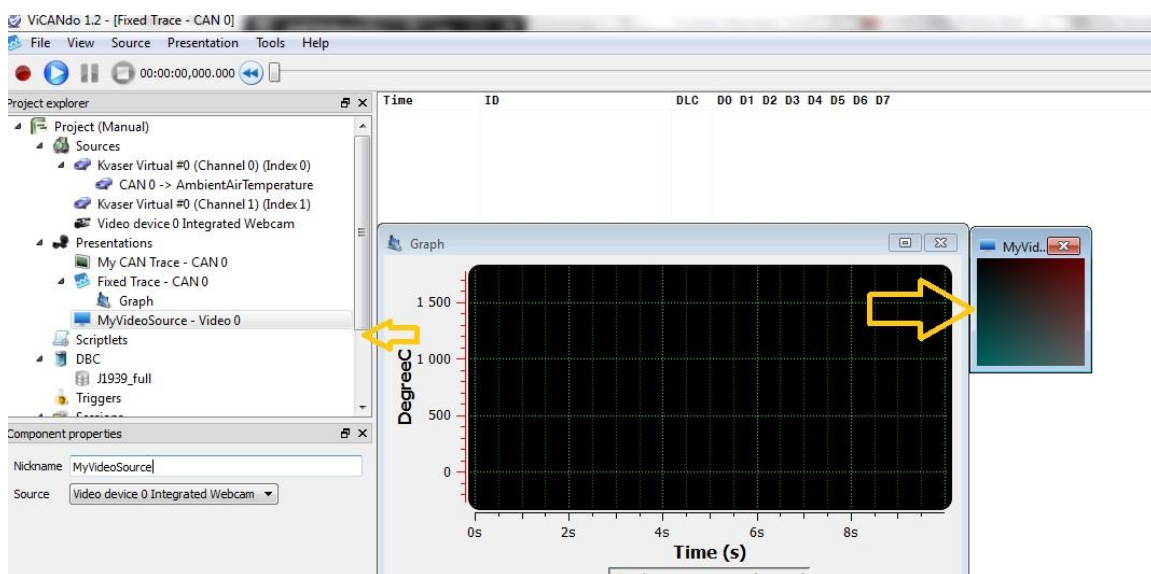 ViCANdo 1.2 - [Fixed Trace - CAN 0]
File View Source Presentation Tools Help
00:00:00,000.000
Project explorer
Time ID DLC D0 D1 D2 D3 D4 D5 D6 D7
Project (Manual)
Sources
Kvaser Virtual #0 (Channel 0) (Index 0)
CAN 0 -> AmbientAirTemperature
Kvaser Virtual #0 (Channel 1) (Index 1)
Video device 0 Integrated Webcam
Presentations
My CAN Trace - CAN 0
Fixed Trace - CAN 0
Graph
MyVideoSource - Video 0
Scriptlets
DBC
J1939_full
Triggers
Component properties
Nickname MyVideoSource
Source Video device 0 Integrated Webcam
Graph
1 500
1 000
500
0
DegreeC
0s 2s 4s 6s 8s
Time (s)
MyVid...